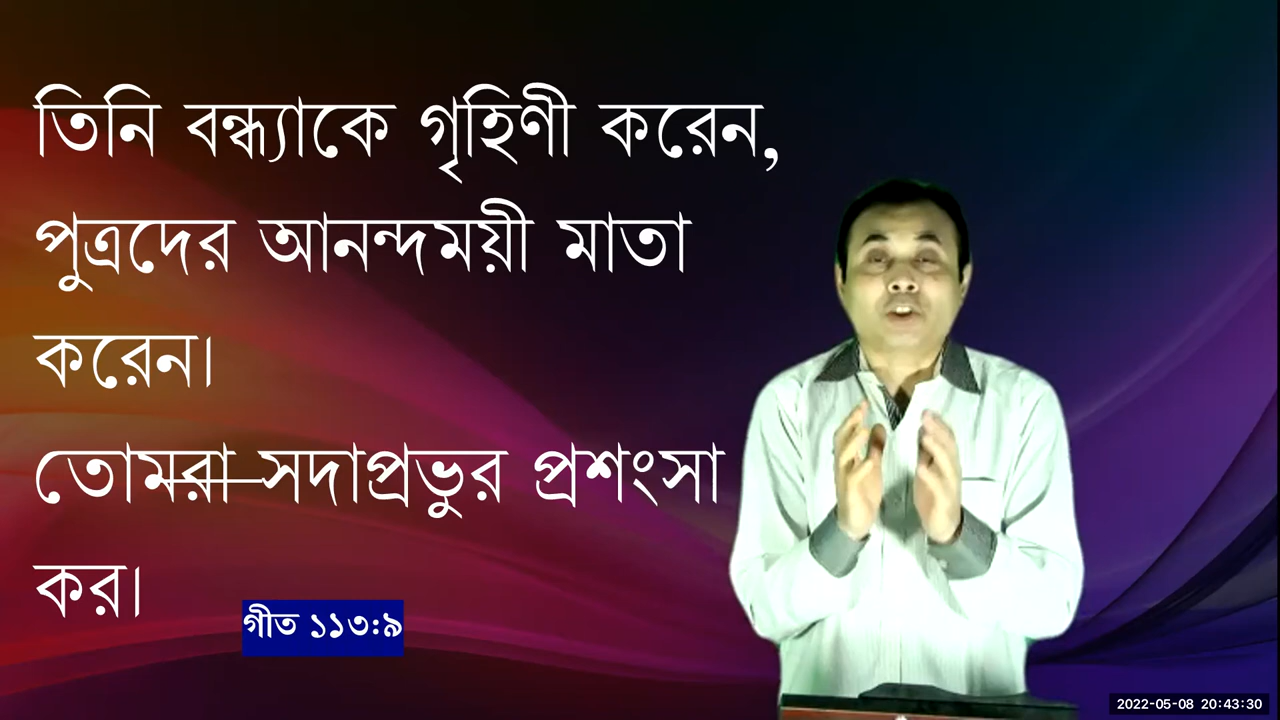 তিনি বন্ধ্যাকে গৃহিণী করেন,
পুত্রদের আনন্দময়ী মাতা
করেন।
তোমরা সদাপ্রভুর প্রশংসা
কর।
গীত ১১৩:৯
2022-05-08 20:43:30